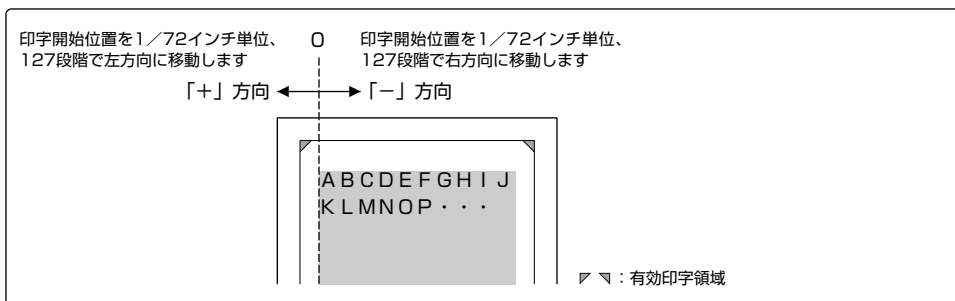 印字開始位置を1／72インチ単位、
127段階で左方向に移動します
0
印字開始位置を1／72インチ単位、
127段階で右方向に移動します
「＋」方向
「－」方向
ＡＢＣＤＥＦＧＨＩＪ
ＫＬＭＮＯＰ・・・
：有効印字領域